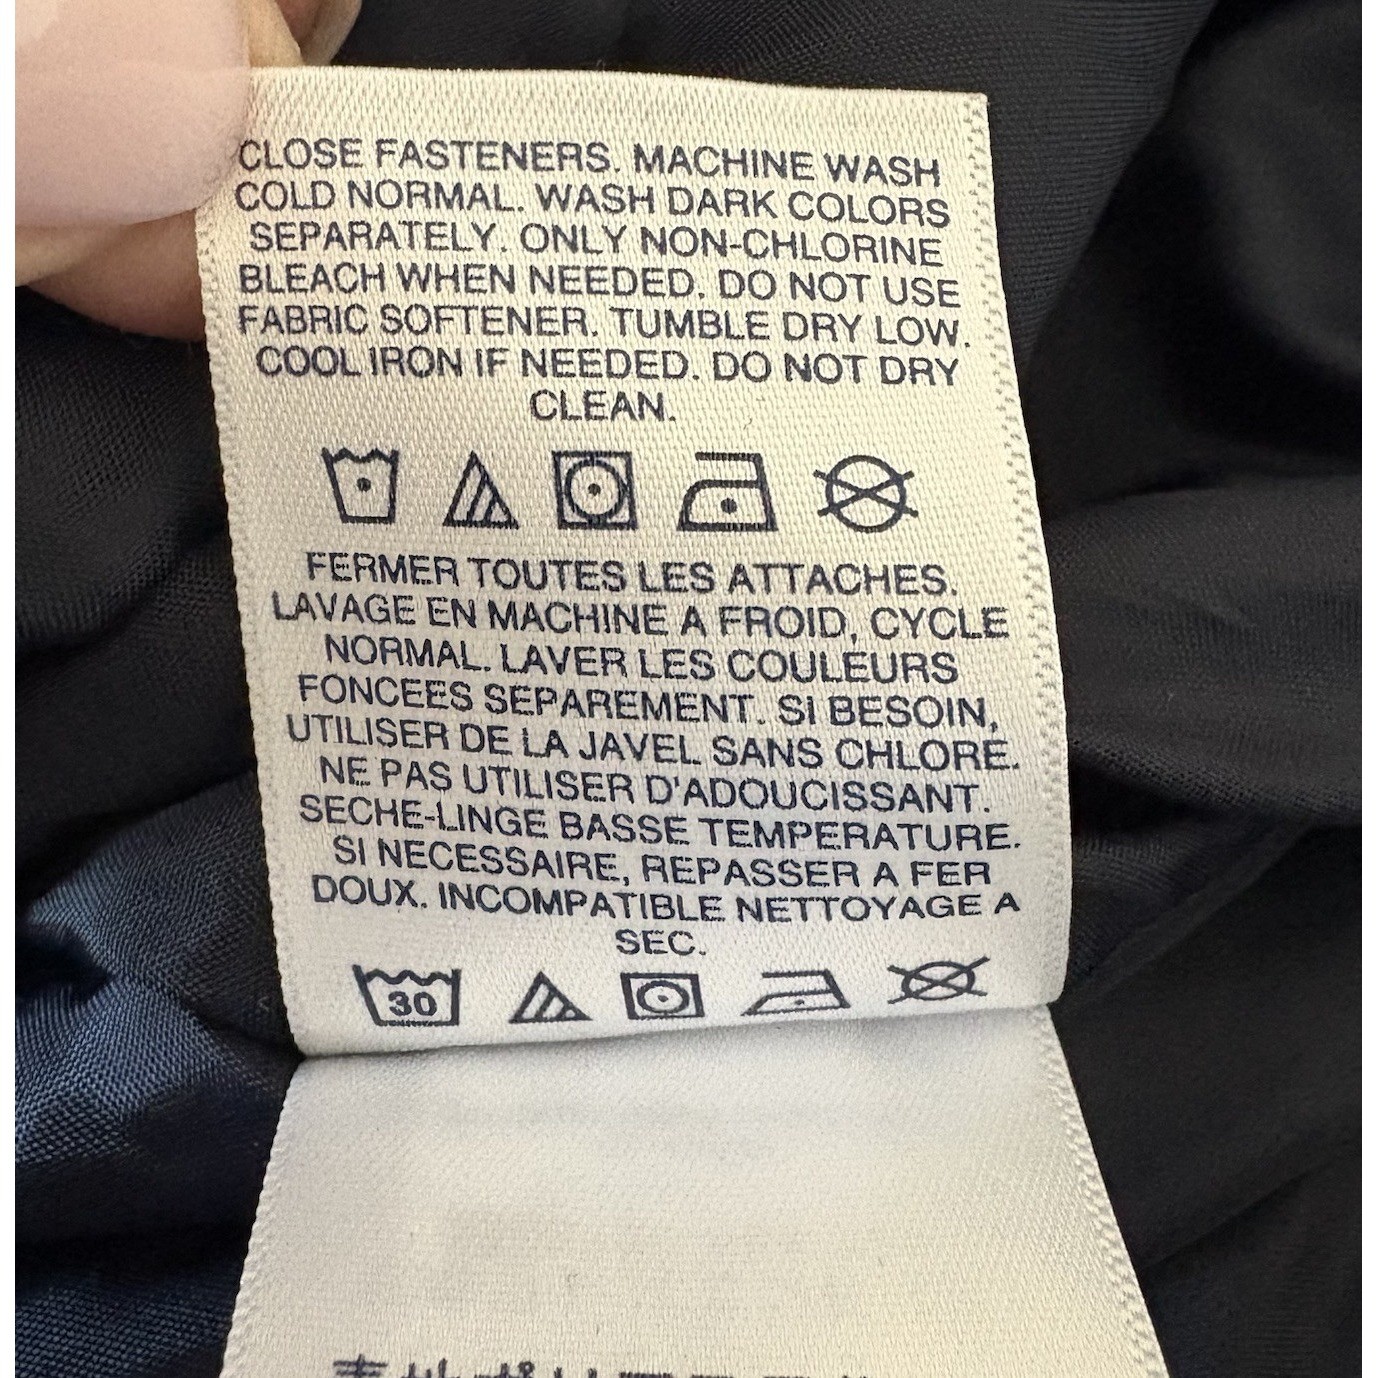 CLOSE FASTENERS. MACHINE WASH
COLD NORMAL. WASH DARK COLORS
SEPARATELY. ONLY NON-CHLORINE
BLEACH WHEN NEEDED. DO NOT USE
FABRIC SOFTENER. TUMBLE DRY LOW.
COOL IRON IF NEEDED. DO NOT DRY
CLEAN.
FERMER TOUTES LES ATTACHES.
LAVAGE EN MACHINE A FROID, CYCLE
NORMAL. LAVER LES COULEURS
FONCEES SEPAREMENT. SI BESOIN,
UTILISER DE LA JAVEL SANS CHLORE.
NE PAS UTILISER D'ADOUCISSANT.
SECHE-LINGE BASSE TEMPERATURE.
SI NECESSAIRE, REPASSER A FER
DOUX. INCOMPATIBLE NETTOYAGE A
SEC.
30